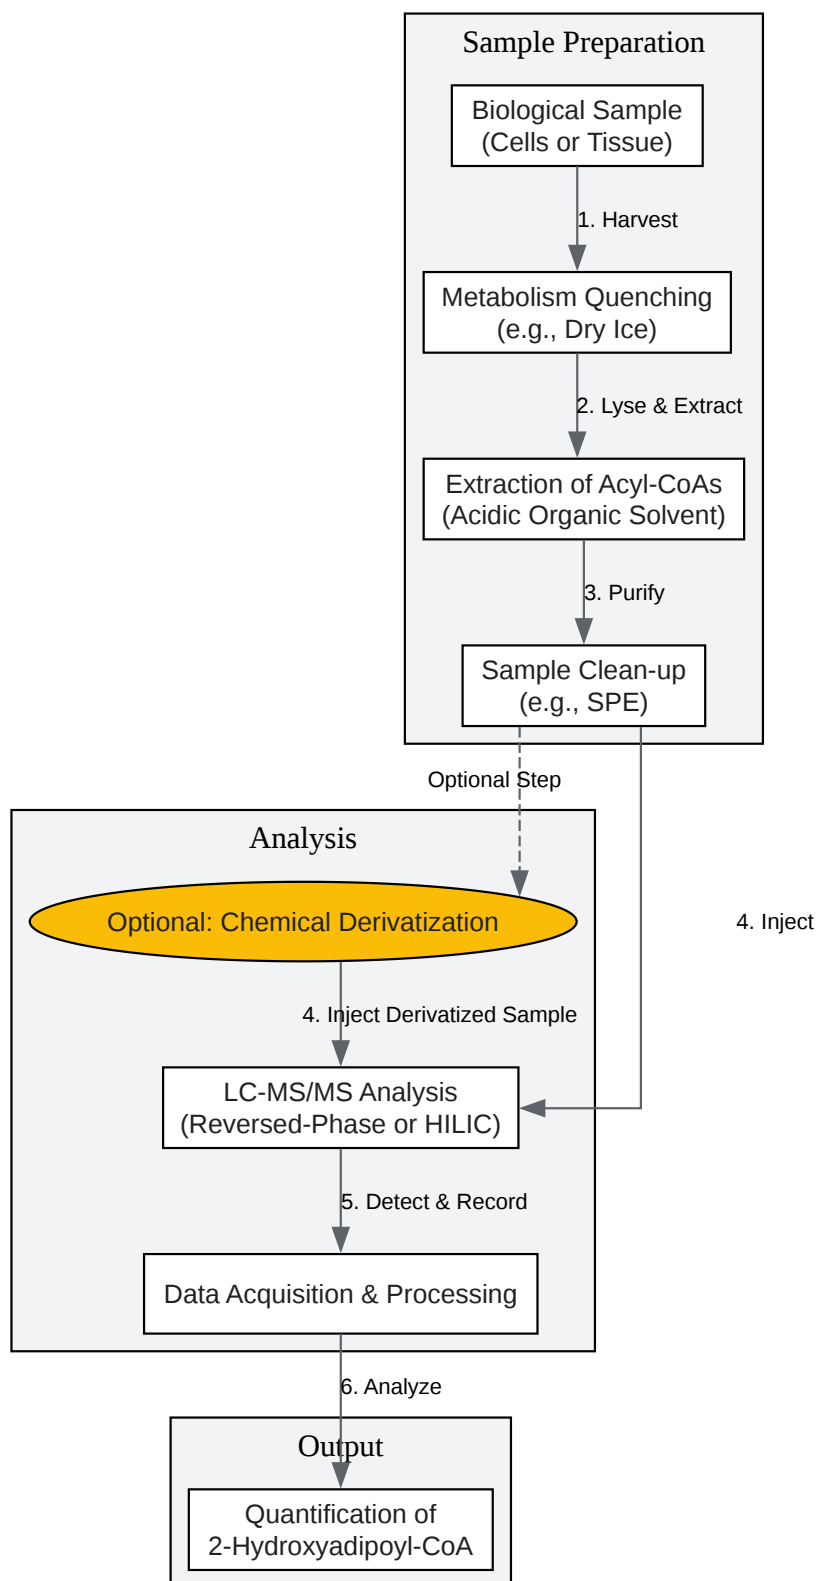 Sample Preparation
Biological Sample
(Cells or Tissue)
1. Harvest
Metabolism Quenching
(e.g., Dry Ice)
2. Lyse & Extract
Extraction of Acyl-CoAs
(Acidic Organic Solvent)
3. Purify
Sample Clean-up
(e.g., SPE)
Optional Step
Analysis
Optional: Chemical Derivatization
4. Inject
4. Inject Derivatized Sample
LC-MS/MS Analysis
(Reversed-Phase or HILIC)
5. Detect & Record
Data Acquisition & Processing
6. Analyze
Output
Quantification of
2-Hydroxyadipoyl-CoA